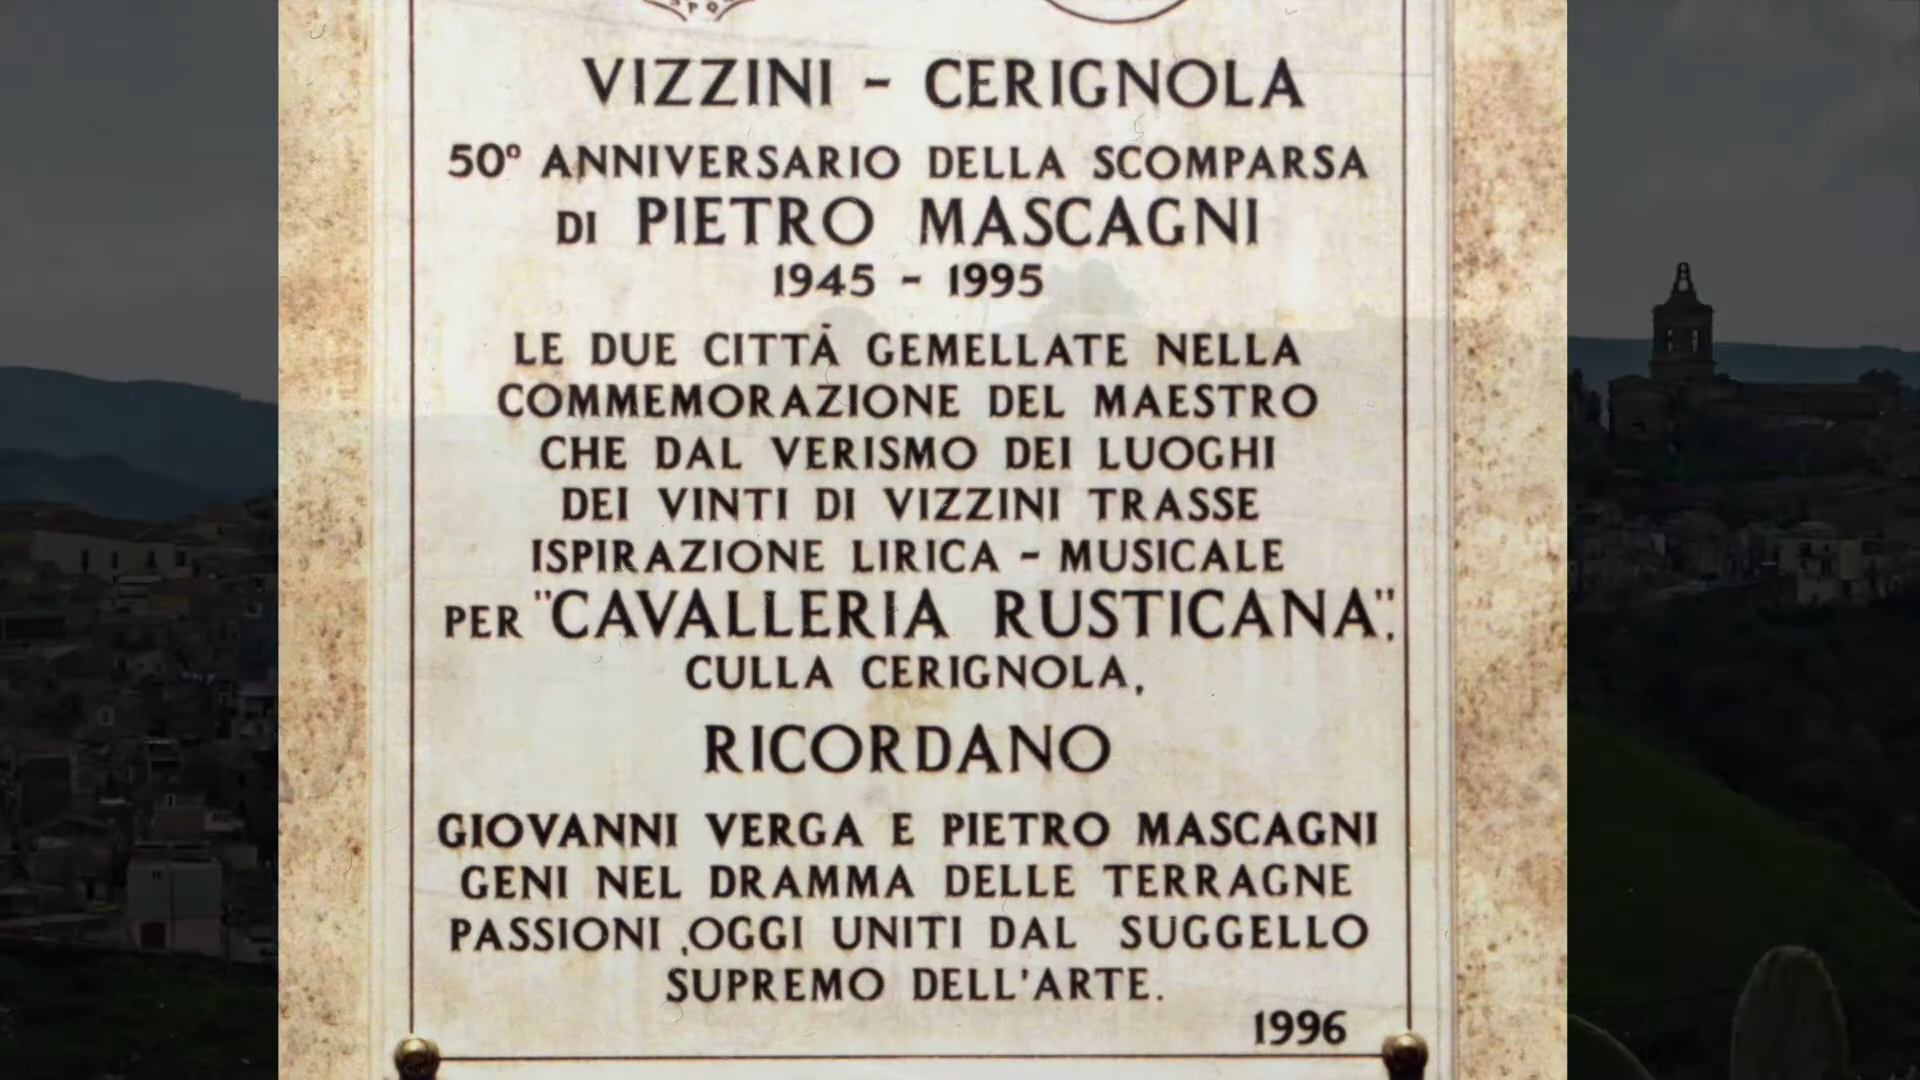 SPQ
VIZZINI - CERIGNOLA
50° ANNIVERSARIO DELLA SCOMPARSA
DI PIETRO MASCAGNI
1945 - 1995
LE DUE CITTÀ GEMELLATE NELLA
COMMEMORAZIONE DEL MAESTRO
CHE DAL VERISMO DEI LUOGHI
DEI VINTI DI VIZZINI TRASSE
ISPIRAZIONE LIRICA - MUSICALE
PER "CAVALLERIA RUSTICANA",
CULLA CERIGNOLA,
RICORDANO
GIOVANNI VERGA E PIETRO MASCAGNI
GENI NEL DRAMMA DELLE TERRAGNE
PASSIONI ,OGGI UNITI DAL SUGGELLO
SUPREMO DELL'ARTE.
1996